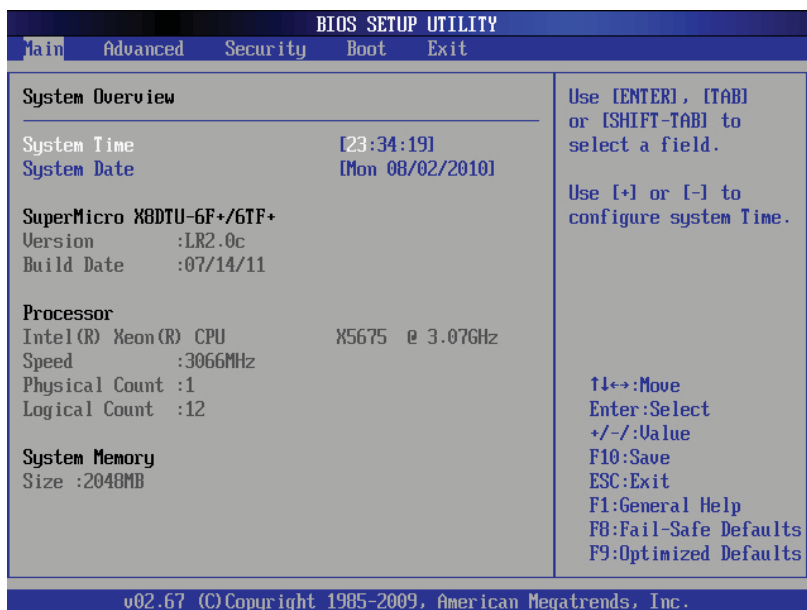 BIOS SETUP UTILITY
Main Advanced Security Boot Exit
System Overview
System Time [23:34:19]
System Date [Mon 08/02/2010]
SuperMicro X8DTU-6F+/6TF+
Version :LR2.0c
Build Date :07/14/11
Processor
Intel(R) Xeon(R) CPU X5675 @ 3.07GHz
Speed :3066MHz
Physical Count :1
Logical Count :12
System Memory
Size :2048MB
Use [ENTER], [TAB]
or [SHIFT-TAB] to
select a field.
Use [+] or [-] to
configure system Time.
↑↓←→:Move
Enter:Select
+/-/:Value
F10:Save
ESC:Exit
F1:General Help
F8:Fail-Safe Defaults
F9:Optimized Defaults
v02.67 (C)Copyright 1985-2009, American Megatrends, Inc.